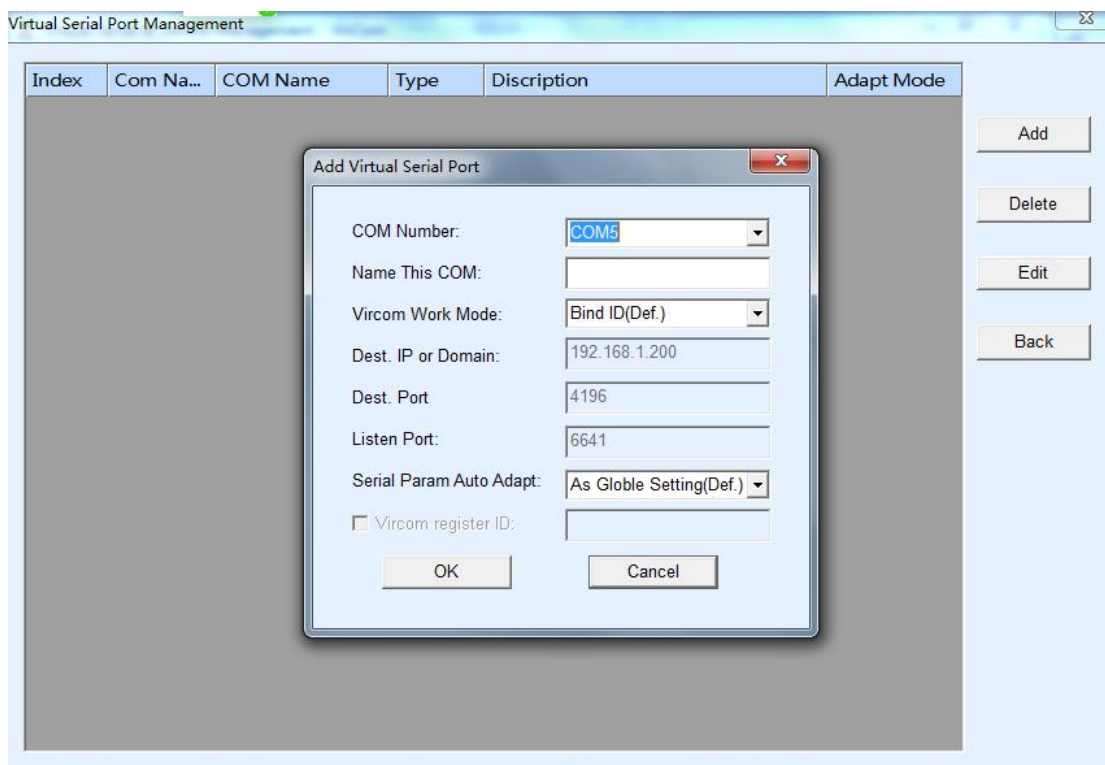 Virtual Serial Port Management
Index Com Na... COM Name Type Discription Adapt Mode
Add
Delete
Edit
Back
Add Virtual Serial Port
COM Number: COM5
Name This COM:
Vircom Work Mode: Bind ID(Def.)
Dest. IP or Domain: 192.168.1.200
Dest. Port 4196
Listen Port: 6641
Serial Param Auto Adapt: As Globle Setting(Def.)
Vircom register ID:
OK Cancel